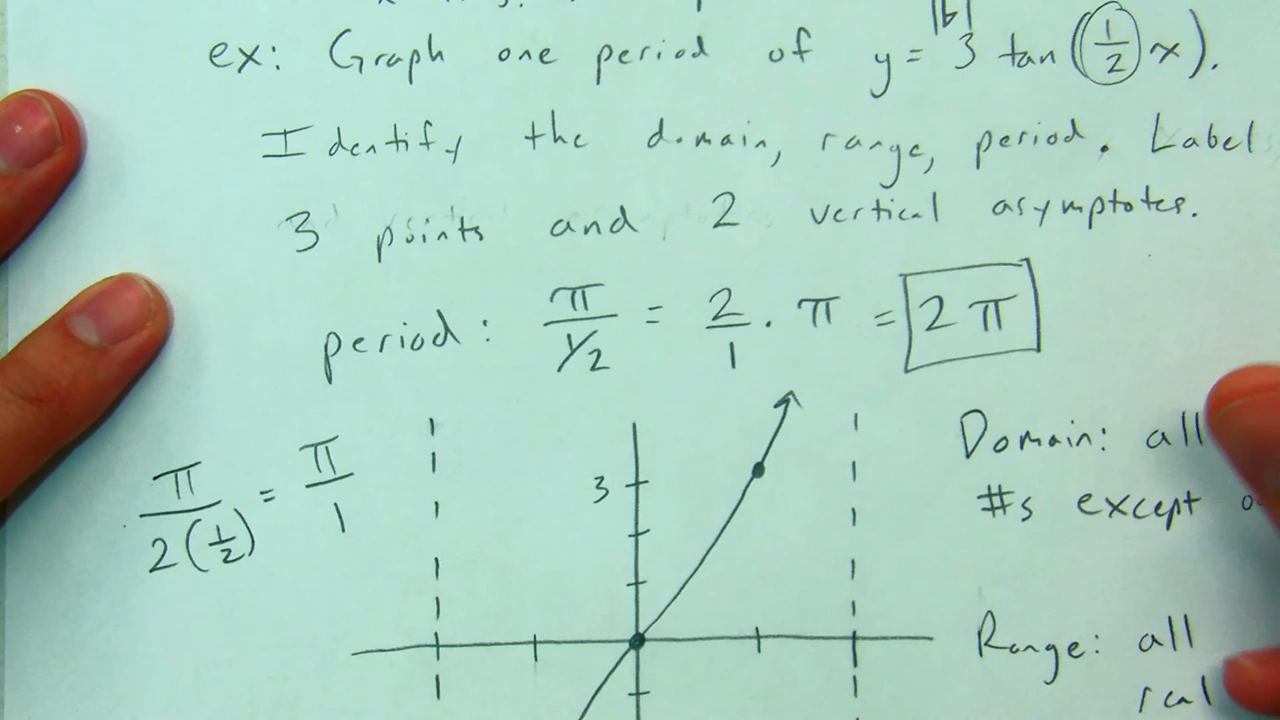 |b|
ex: Graph one period of y = 3 tan (1/2 x).
Identify the domain, range, period. Label
3 points and 2 vertical asymptotes.
period: π / 1/2 = 2/1 · π = 2π
π / 2(1/2) = π/1
3
Domain: all
#s except
Range: all
real